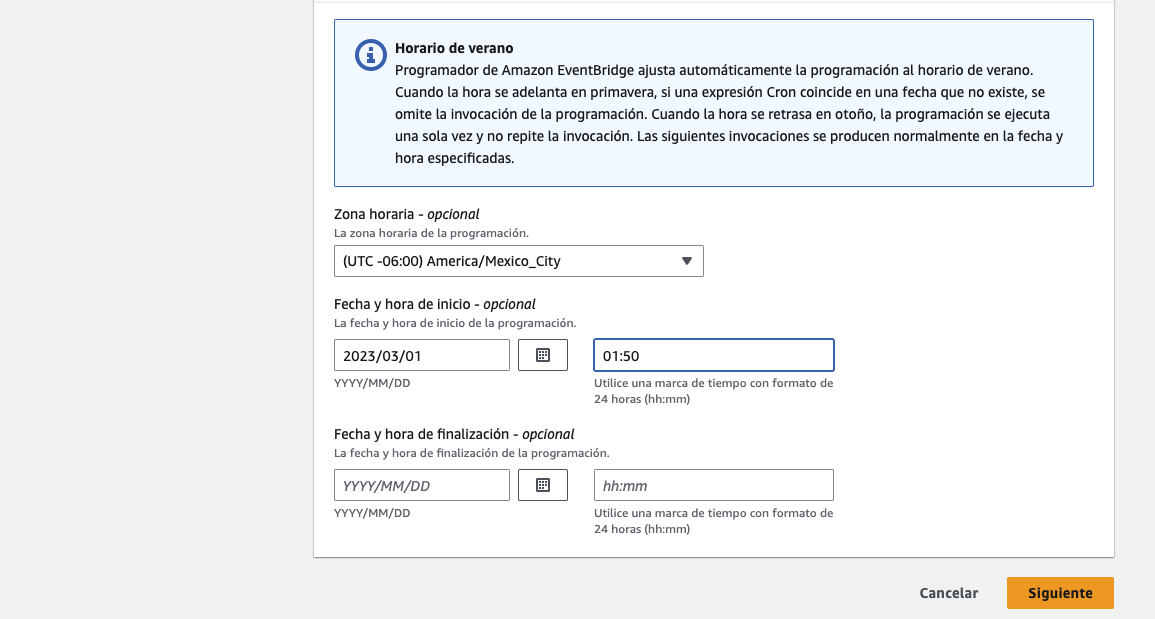 Horario de verano
Programador de Amazon EventBridge ajusta automáticamente la programación al horario de verano.
Cuando la hora se adelanta en primavera, si una expresión Cron coincide en una fecha que no existe, se
omite la invocación de la programación. Cuando la hora se retrasa en otoño, la programación se ejecuta
una sola vez y no repite la invocación. Las siguientes invocaciones se producen normalmente en la fecha y
hora especificadas.
Zona horaria - opcional
La zona horaria de la programación.
(UTC -06:00) America/Mexico_City
Fecha y hora de inicio - opcional
La fecha y hora de inicio de la programación.
2023/03/01
01:50
YYYY/MM/DD
Utilice una marca de tiempo con formato de
24 horas (hh:mm)
Fecha y hora de finalización - opcional
La fecha y hora de finalización de la programación.
YYYY/MM/DD
hh:mm
YYYY/MM/DD
Utilice una marca de tiempo con formato de
24 horas (hh:mm)
Cancelar
Siguiente